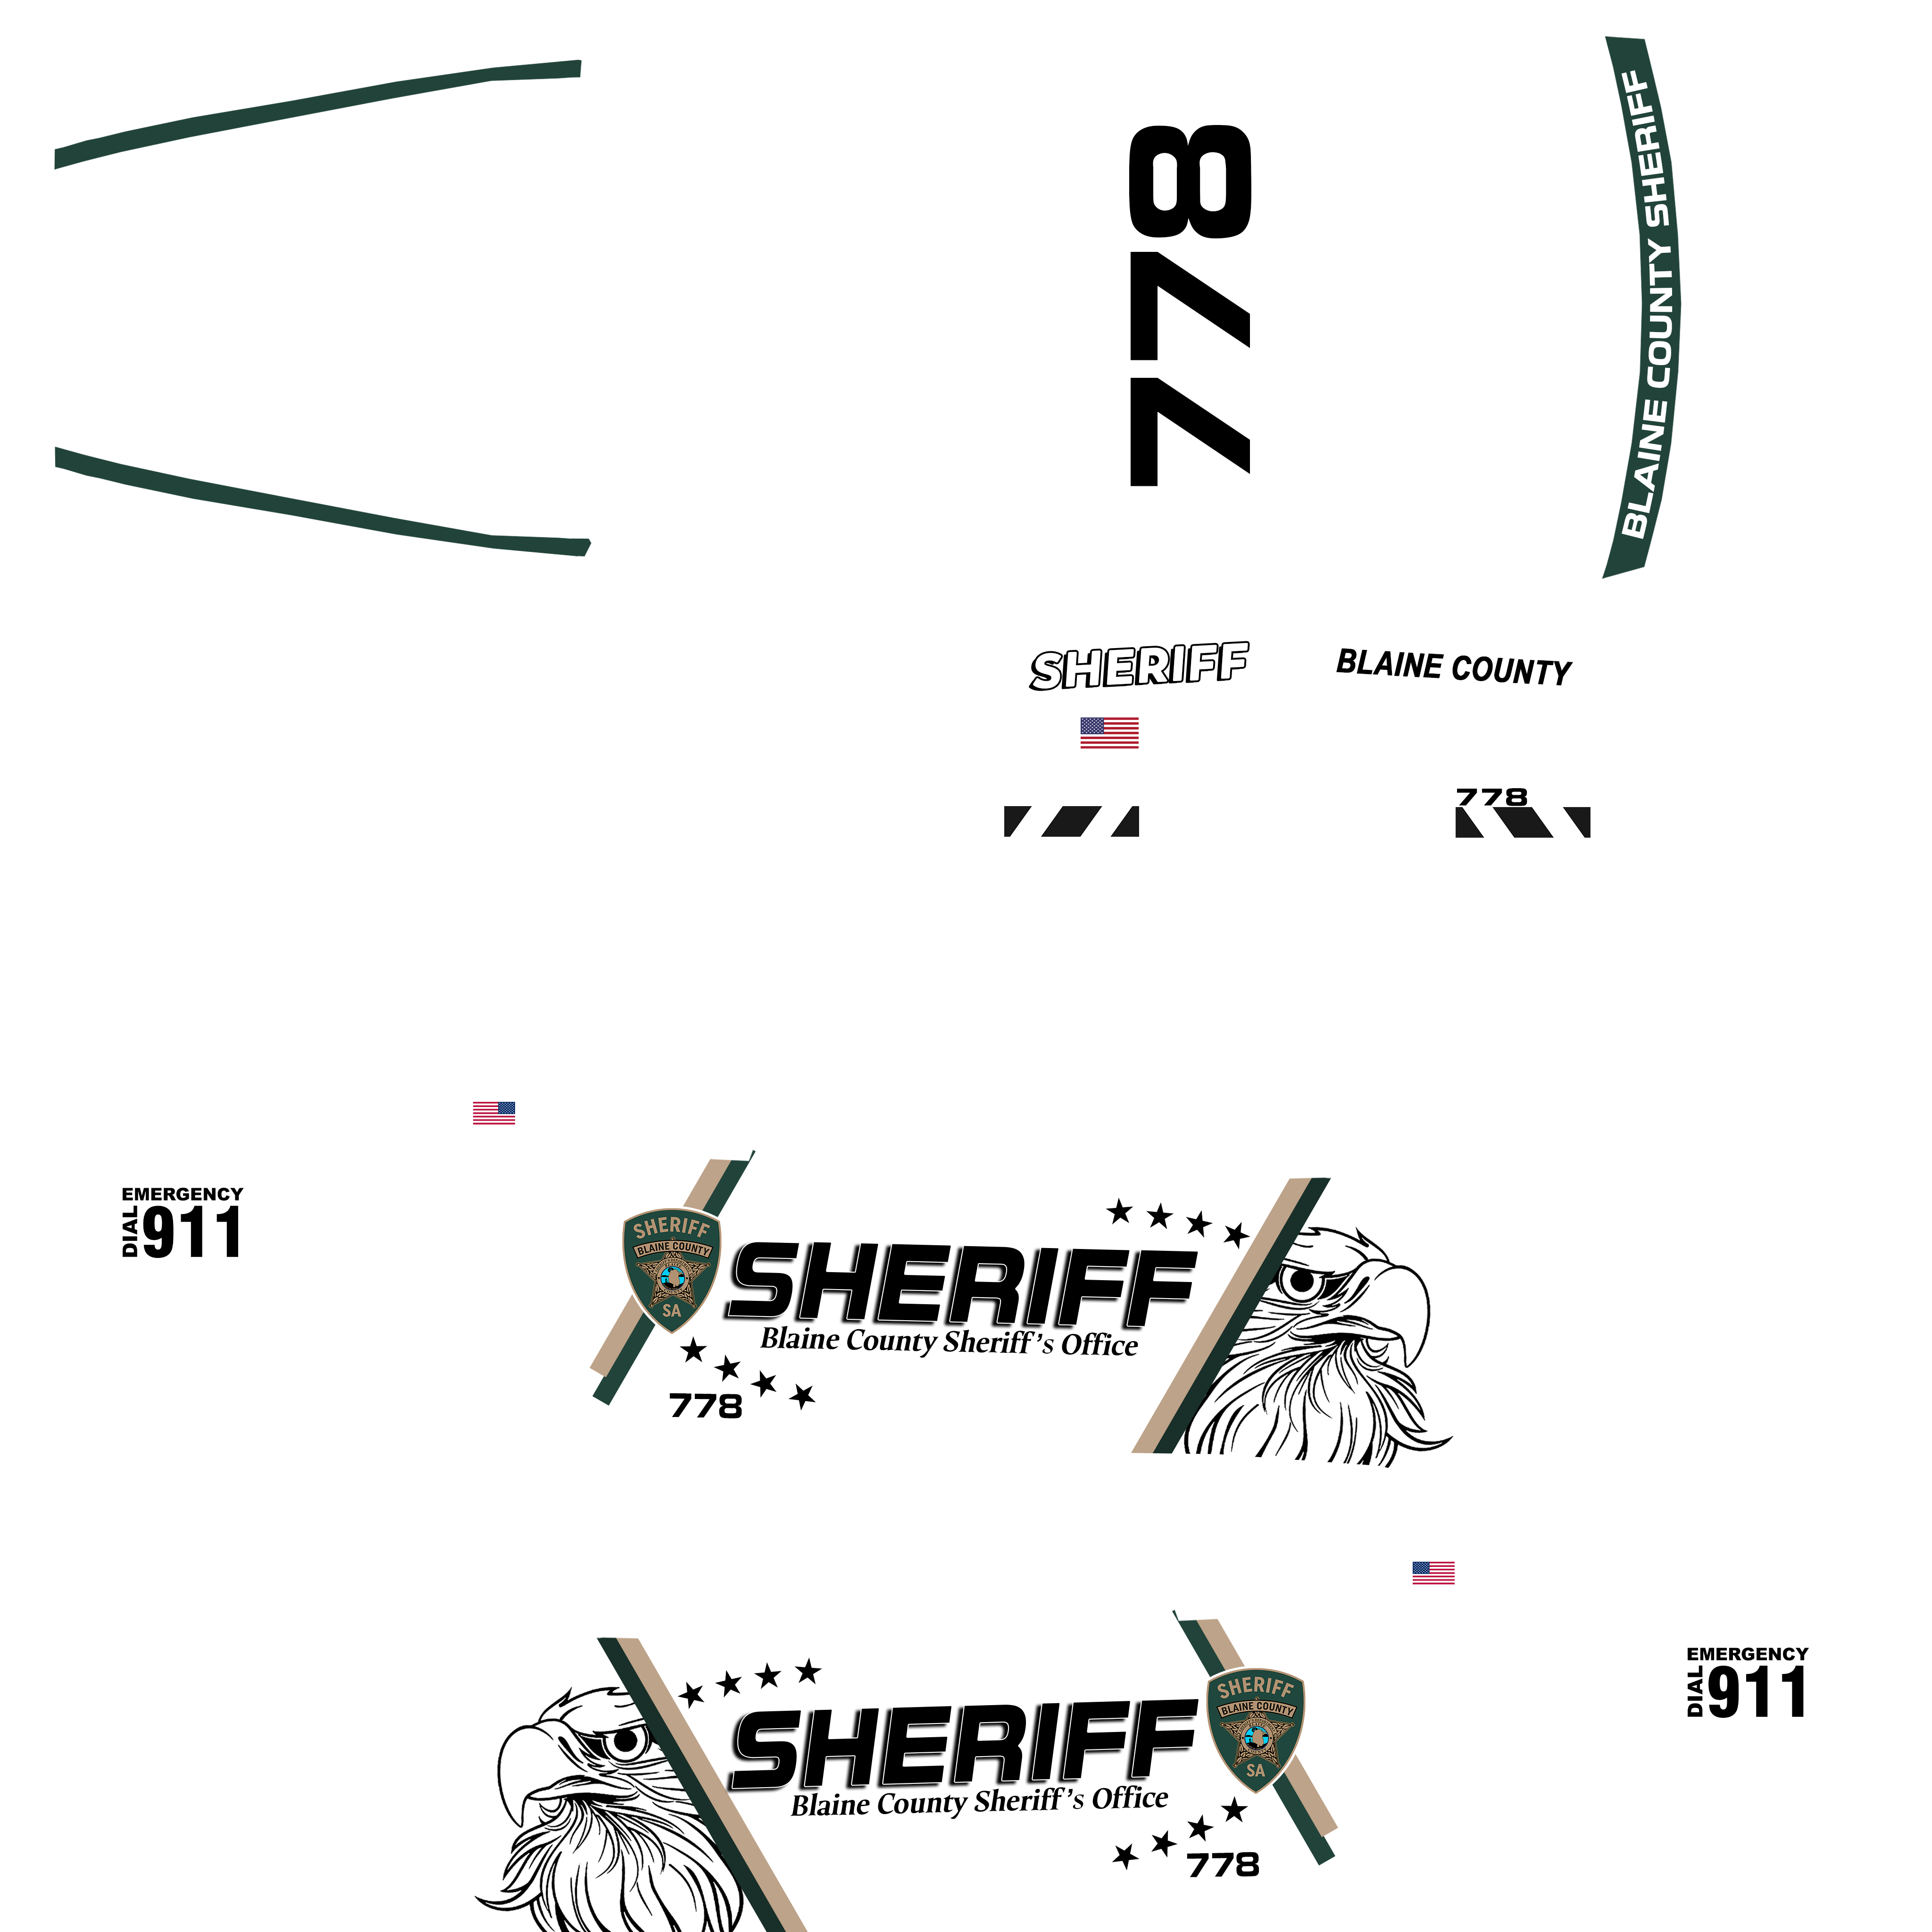 778
BLAINE COUNTY SHERIFF
SHERIFF
BLAINE COUNTY
778
EMERGENCY
DIAL 911
SHERIFF
BLAINE COUNTY
SA
SHERIFF
Blaine County Sheriff's Office
778
EMERGENCY
DIAL 911
SHERIFF
Blaine County Sheriff's Office
SHERIFF
BLAINE COUNTY
SA
778